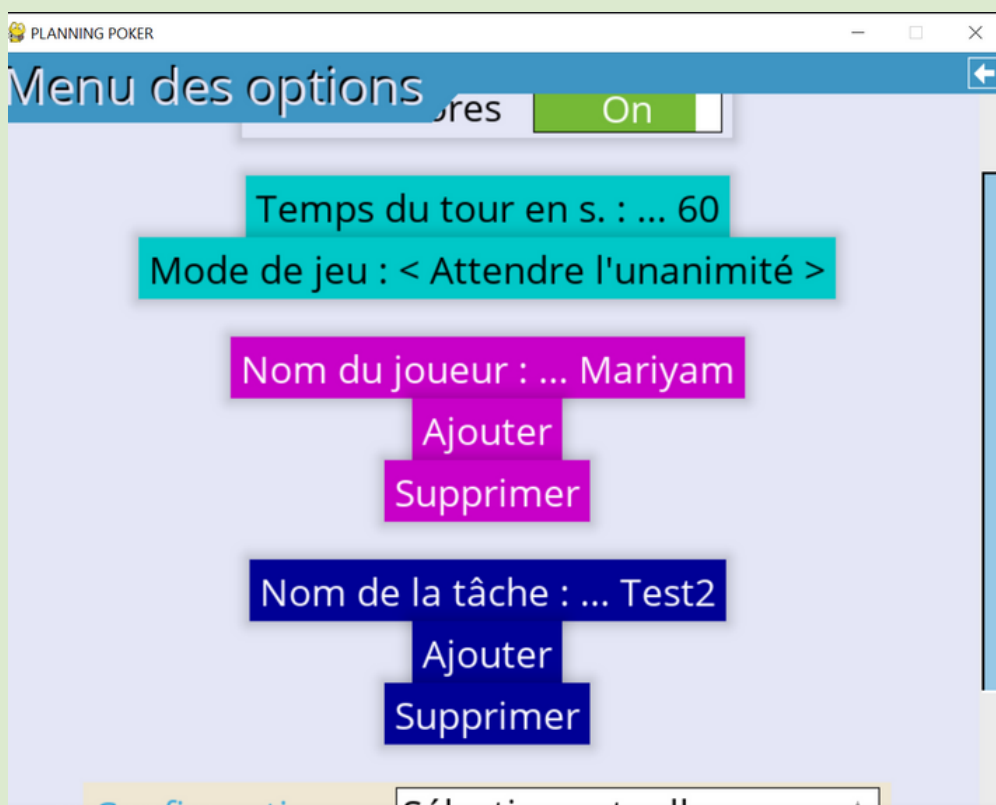 PLANNING POKER
Menu des options
On
Temps du tour en s. : ... 60
Mode de jeu : < Attendre l'unanimité >
Nom du joueur : ... Mariyam
Ajouter
Supprimer
Nom de la tâche : ... Test2
Ajouter
Supprimer